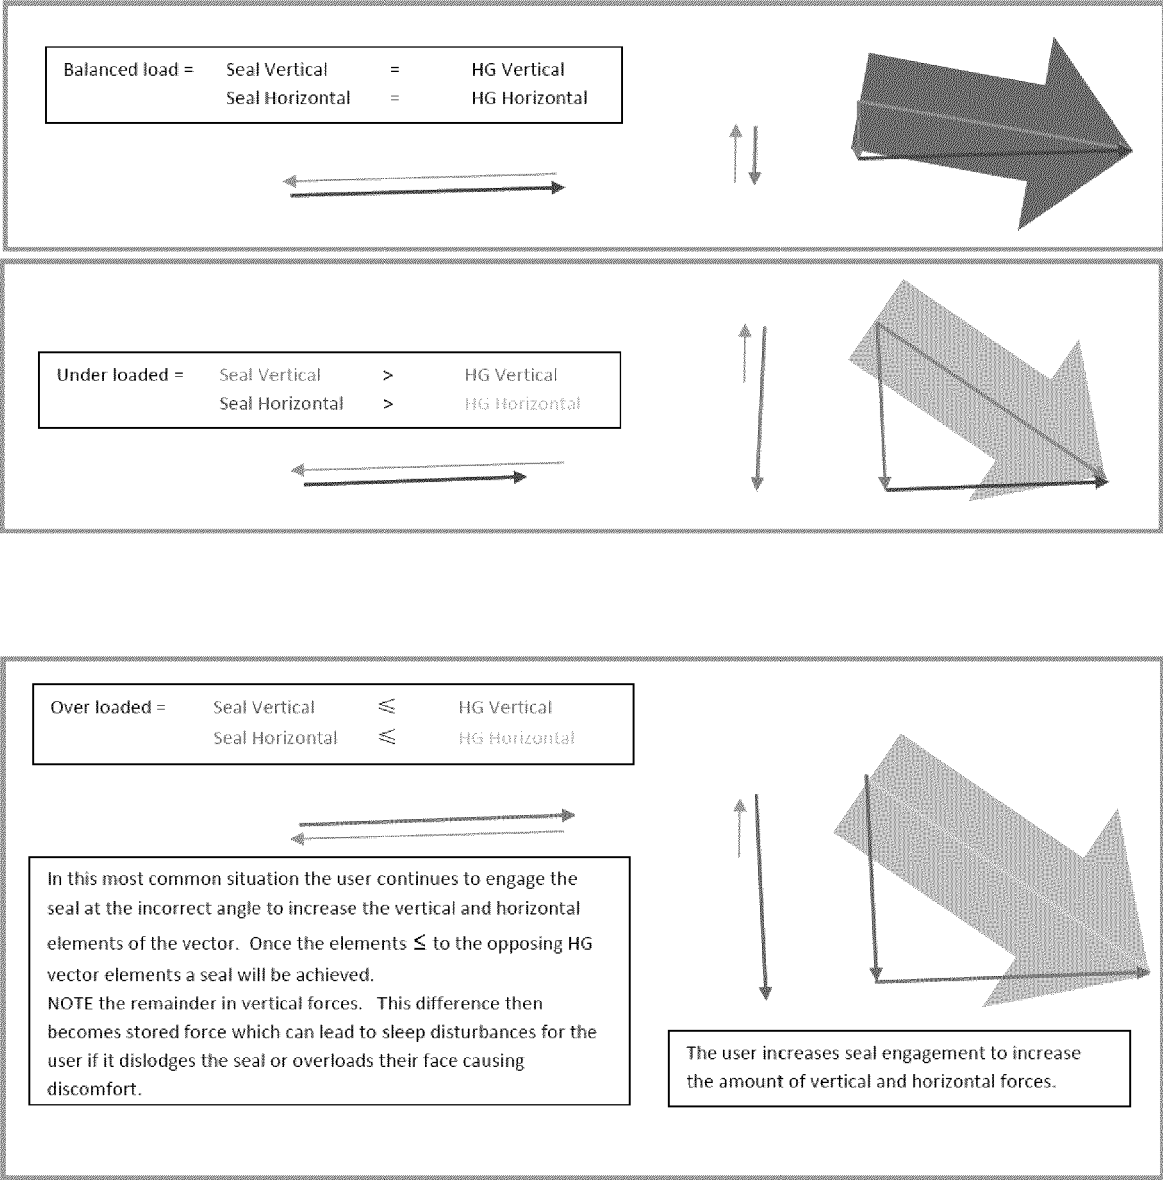 Balanced load = Seal Vertical = HG Vertical
Seal Horizontal = HG Horizontal
Under loaded = Seal Vertical > HG Vertical
Seal Horizontal > HG Horizontal
Over loaded = Seal Vertical ⩽ HG Vertical
Seal Horizontal ⩽ HG Horizontal
In this most common situation the user continues to engage the
seal at the incorrect angle to increase the vertical and horizontal
elements of the vector. Once the elements ≤ to the opposing HG
vector elements a seal will be achieved.
NOTE the remainder in vertical forces. This difference then
becomes stored force which can lead to sleep disturbances for the
user if it dislodges the seal or overloads their face causing
discomfort.
The user increases seal engagement to increase
the amount of vertical and horizontal forces.